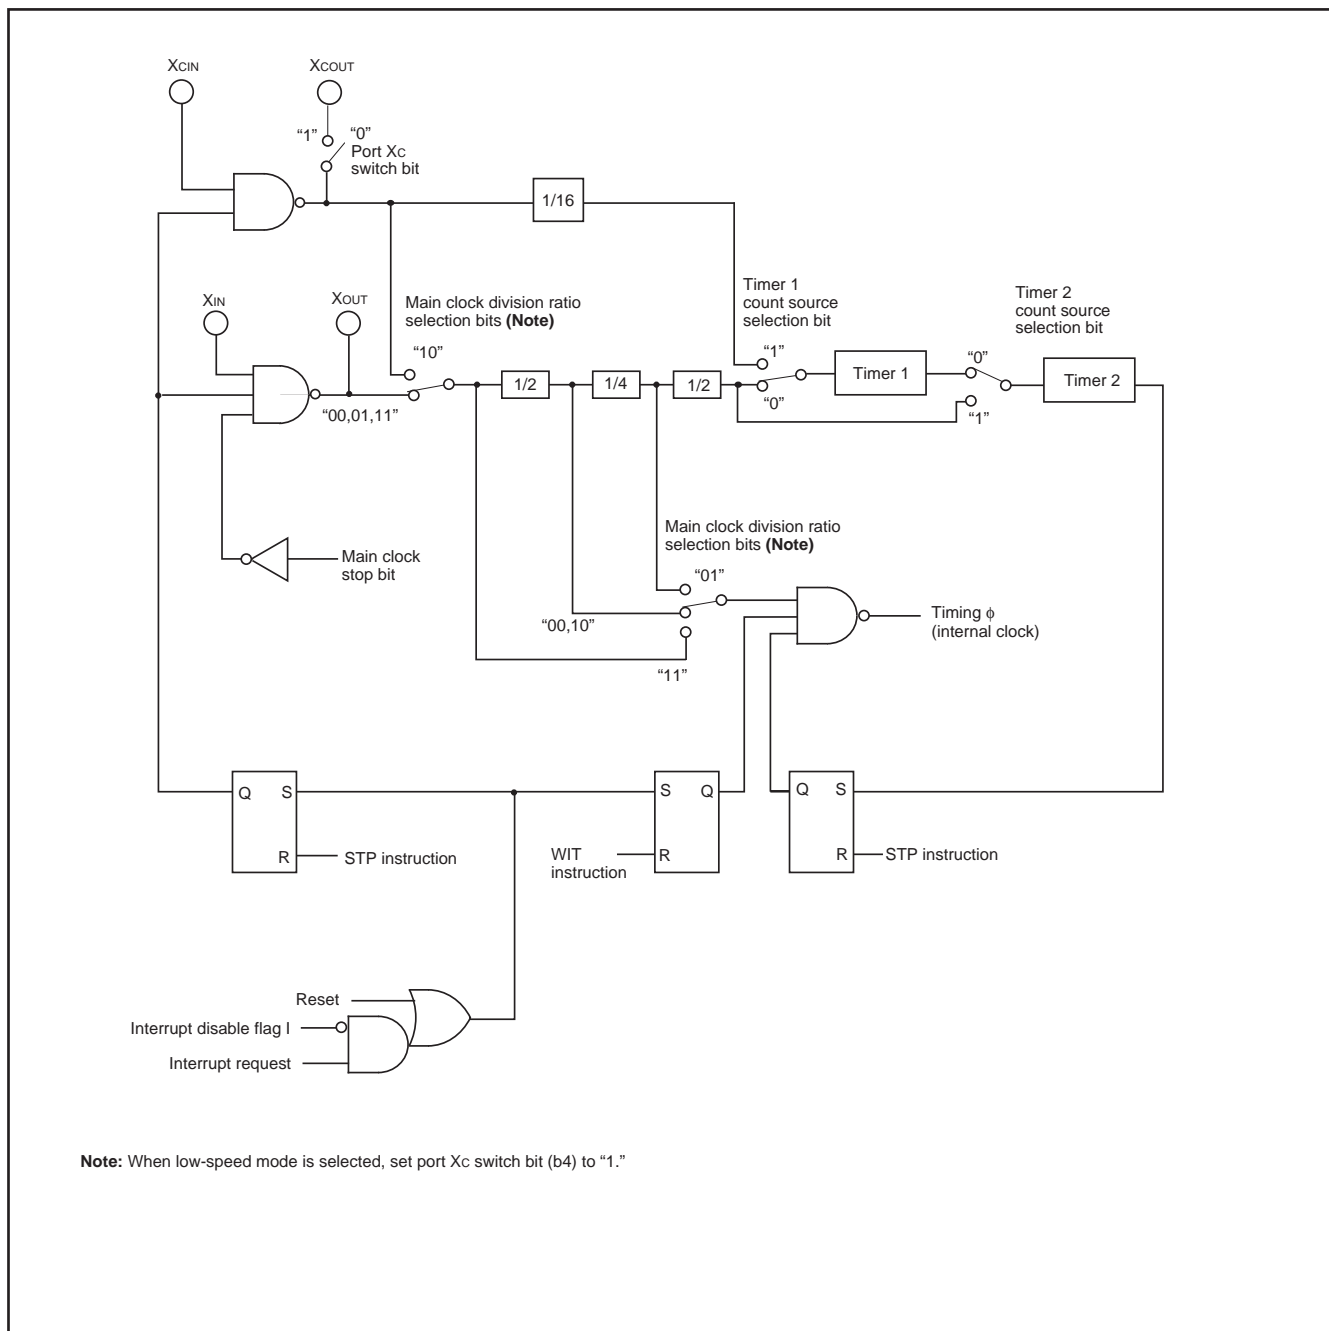 XCIN
XCOUT
“1”
“0”
Port XC
switch bit
1/16
XIN
XOUT
Main clock division ratio
selection bits (Note)
“10”
“00,01,11”
1/2
1/4
1/2
Timer 1
count source
selection bit
“1”
“0”
Timer 1
Timer 2
count source
selection bit
“0”
“1”
Timer 2
Main clock
stop bit
Main clock division ratio
selection bits (Note)
“01”
“00,10”
“11”
Timing ϕ
(internal clock)
Q
S
R
STP instruction
S
Q
R
WIT
instruction
Q
S
R
STP instruction
Reset
Interrupt disable flag I
Interrupt request
Note: When low-speed mode is selected, set port XC switch bit (b4) to “1.”